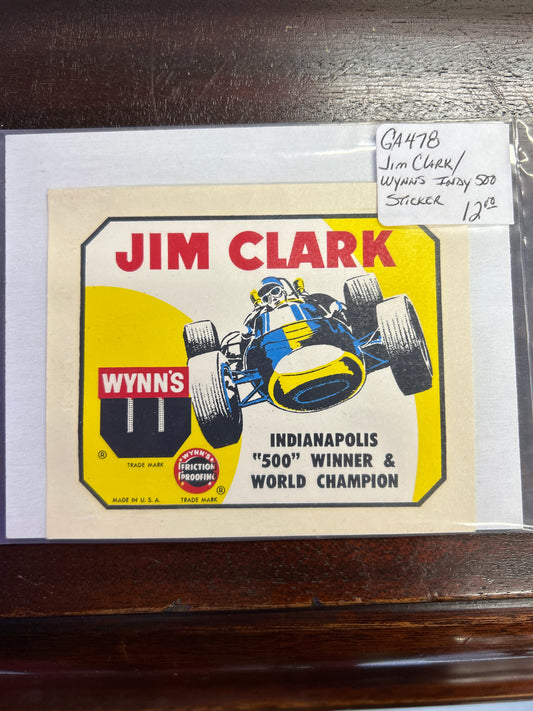 GA478
Jim Clark/
Wynns Indy 500
Sticker 12.00
JIM CLARK
WYNN'S
® TRADE MARK
WYNN'S
FRICTION
PROOFING
®
MADE IN U.S.A. TRADE MARK
INDIANAPOLIS
"500" WINNER &
WORLD CHAMPION